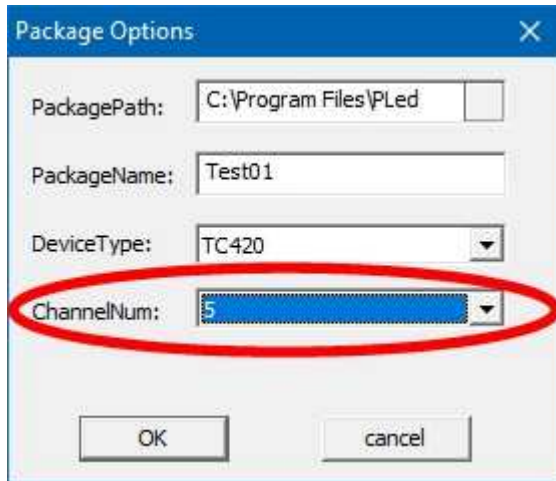 Package Options
PackagePath: C:\Program Files\PLed
PackageName: Test01
DeviceType: TC420
ChannelNum: 5
OK cancel